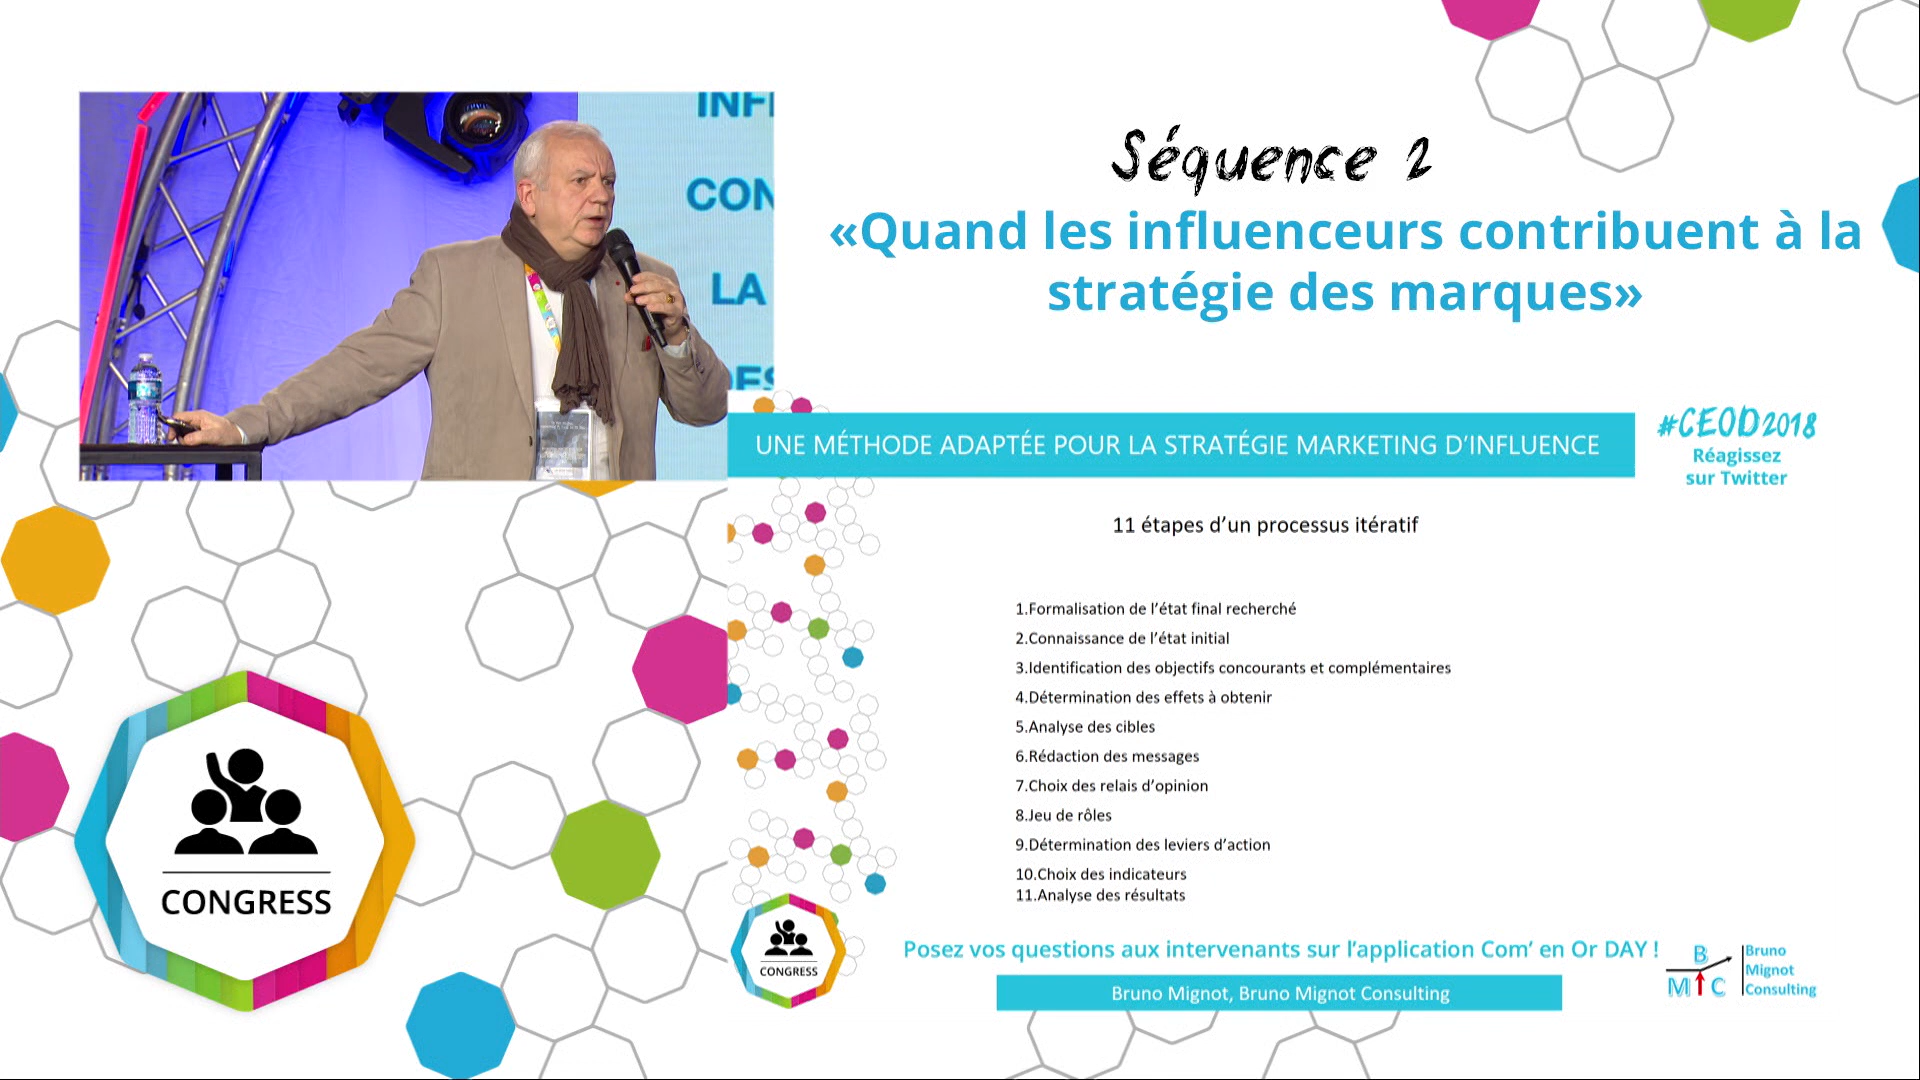 INF
CON
LA
DES
Séquence 2
«Quand les influenceurs contribuent à la
stratégie des marques»
UNE MÉTHODE ADAPTÉE POUR LA STRATÉGIE MARKETING D’INFLUENCE
#CEOD2018
Réagissez
sur Twitter
11 étapes d’un processus itératif
1.Formalisation de l’état final recherché
2.Connaissance de l’état initial
3.Identification des objectifs concourants et complémentaires
4.Détermination des effets à obtenir
5.Analyse des cibles
6.Rédaction des messages
7.Choix des relais d’opinion
8.Jeu de rôles
9.Détermination des leviers d’action
10.Choix des indicateurs
11.Analyse des résultats
CONGRESS
CONGRESS
Posez vos questions aux intervenants sur l’application Com’ en Or DAY !
Bruno Mignot, Bruno Mignot Consulting
B
M C
Bruno
Mignot
Consulting